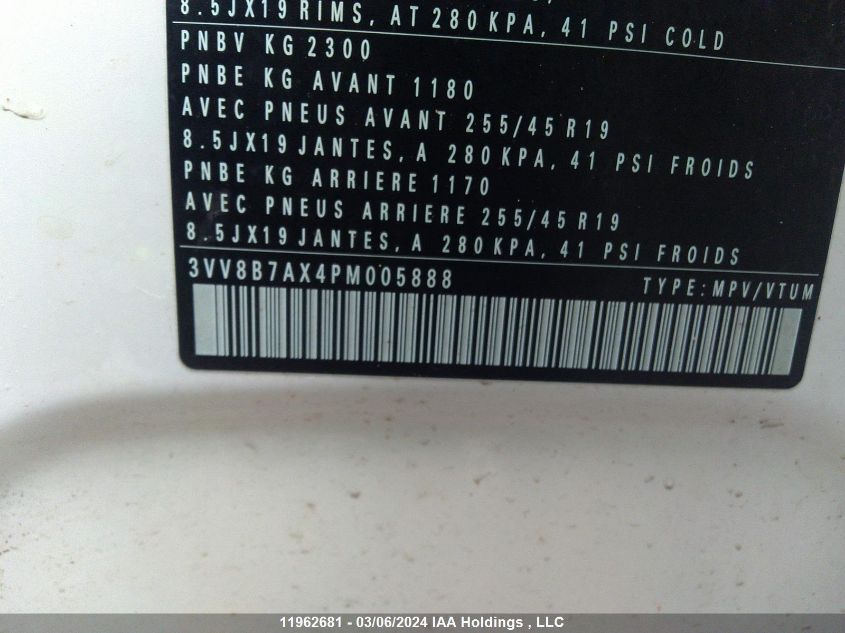 8.5JX19 RIMS, AT 280 KPA, 41 PSI COLD
PNBV KG 2300
PNBE KG AVANT 1180
AVEC PNEUS AVANT 255/45 R19
8.5JX19 JANTES, A 280 KPA, 41 PSI FROIDS
PNBE KG ARRIERE 1170
AVEC PNEUS ARRIERE 255/45 R19
8.5JX19 JANTES, A 280 KPA, 41 PSI FROIDS
3VV8B7AX4PM005888 TYPE: MPV/VTUM
11962681 - 03/06/2024 IAA Holdings , LLC